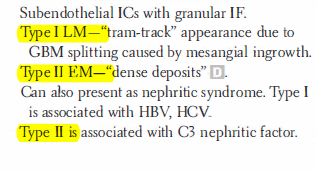 Subendothelial ICs with granular IF.
Type I LM—“tram-track” appearance due to
GBM splitting caused by mesangial ingrowth.
Type II EM—“dense deposits” D.
Can also present as nephritic syndrome. Type I
is associated with HBV, HCV.
Type II is associated with C3 nephritic factor.